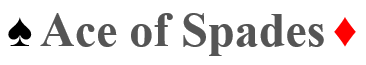 ♠ Ace of Spades ♦